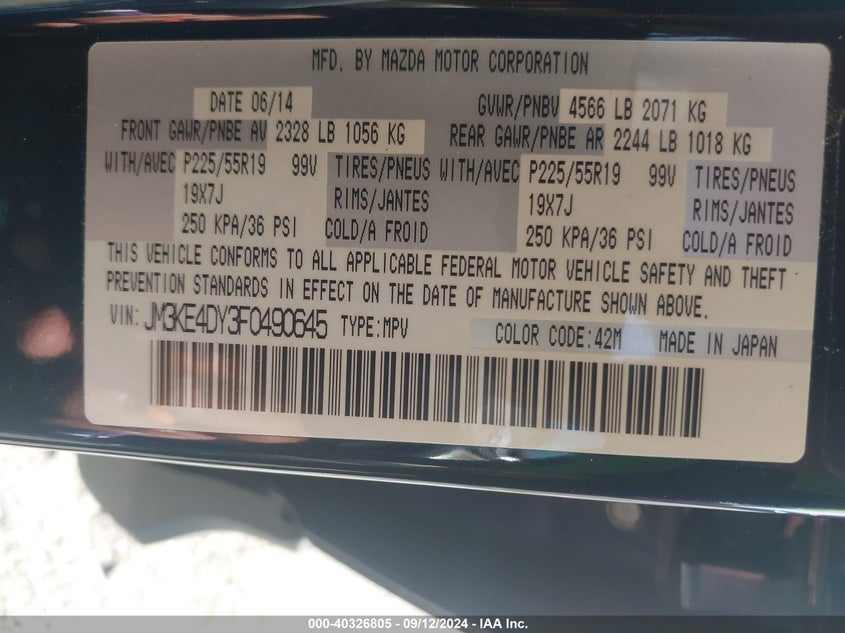 MFD. BY MAZDA MOTOR CORPORATION
DATE 06/14 GVWR/PNBV 4566 LB 2071 KG
FRONT GAWR/PNBE AV 2328 LB 1056 KG REAR GAWR/PNBE AR 2244 LB 1018 KG
WITH/AVEC P225/55R19 99V TIRES/PNEUS WITH/AVEC P225/55R19 99V TIRES/PNEUS
19X7J RIMS/JANTES 19X7J RIMS/JANTES
250 KPA/36 PSI COLD/A FROID 250 KPA/36 PSI COLD/A FROID
THIS VEHICLE CONFORMS TO ALL APPLICABLE FEDERAL MOTOR VEHICLE SAFETY AND THEFT
PREVENTION STANDARDS IN EFFECT ON THE DATE OF MANUFACTURE SHOWN ABOVE.
VIN: JM3KE4DY3F0490645 TYPE:MPV COLOR CODE:42M MADE IN JAPAN
000-40326805 - 09/12/2024 - IAA Inc.